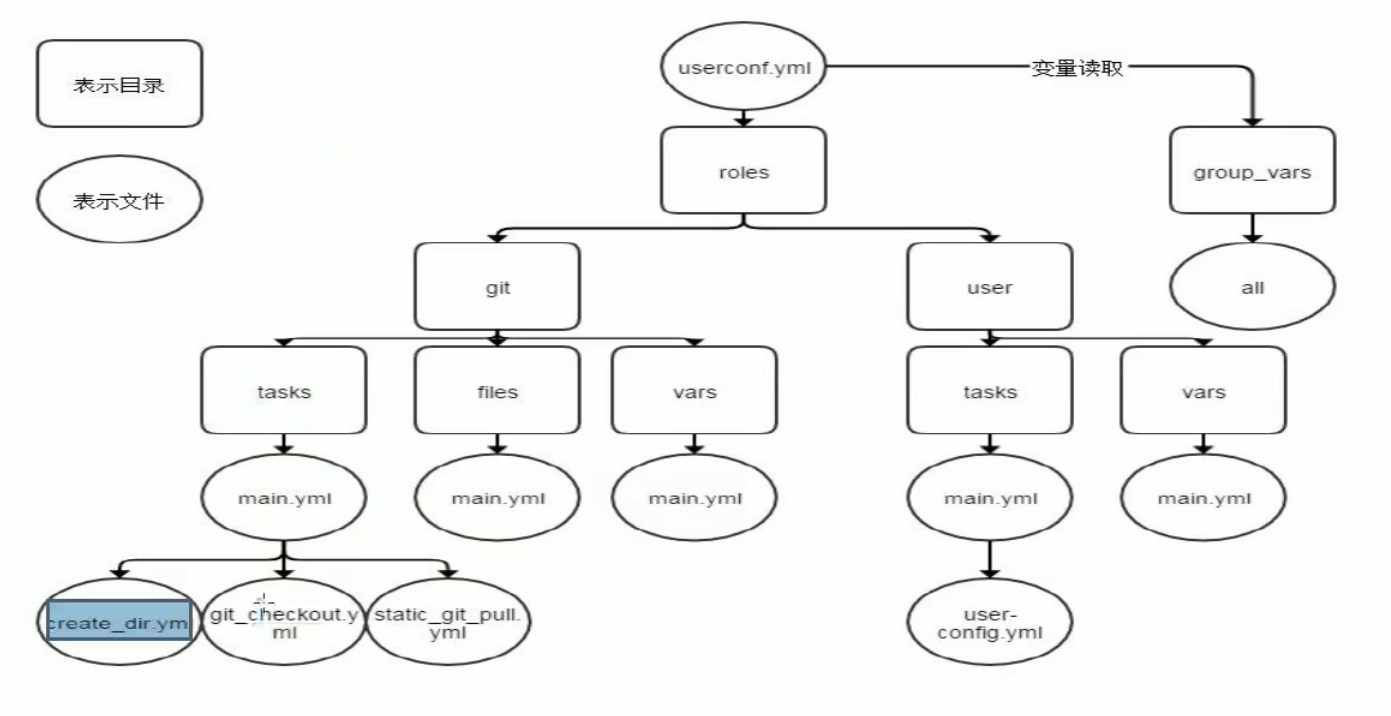 userconf.yml
变量读取
表示目录
roles
group_vars
表示文件
git
user
all
tasks
files
vars
tasks
vars
main.yml
main.yml
main.yml
main.yml
main.yml
create_dir.ym
git_checkout.y
ml
static_git_pull.
yml
user-
config.yml